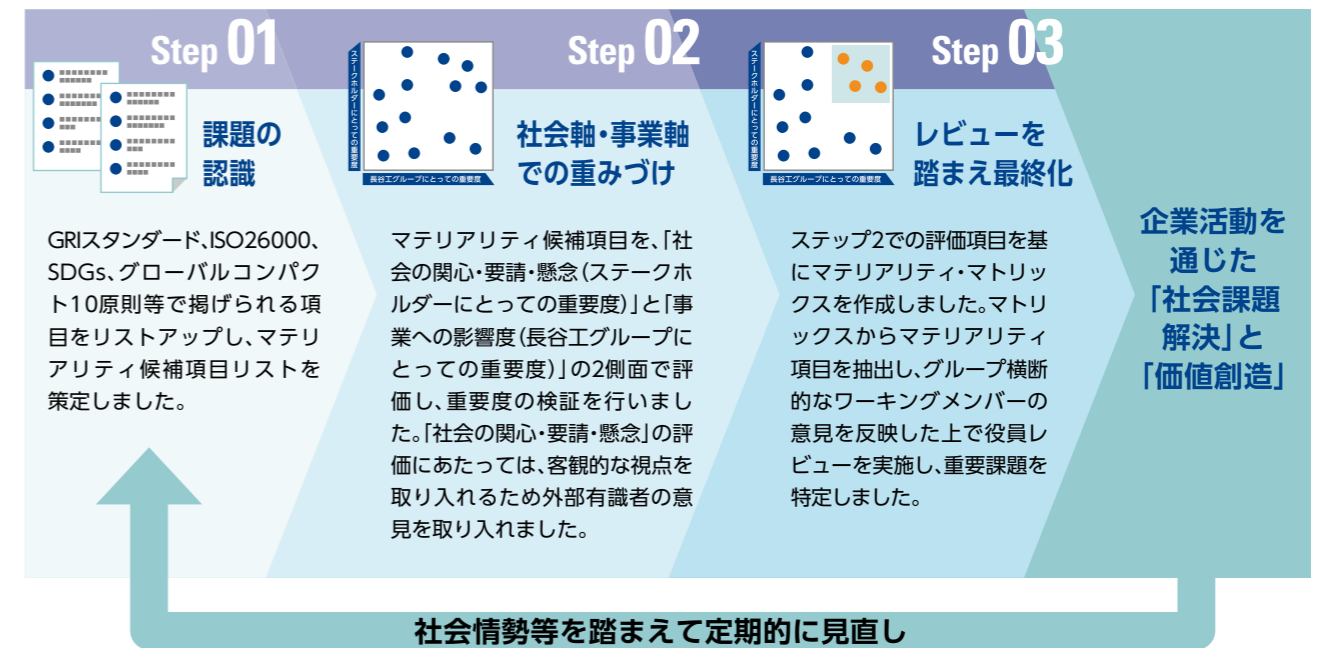 Step 01
課題の
認識
GRIスタンダード、ISO26000、
SDGs、グローバルコンパク
ト10原則等で掲げられる項
目をリストアップし、マテリ
アリティ候補項目リストを
策定しました。
Step 02
ステークホルダーにとっての重要度
長谷工グループにとっての重要度
社会軸・事業軸
での重みづけ
マテリアリティ候補項目を、「社
会の関心・要請・懸念（ステークホ
ルダーにとっての重要度）」と「事
業への影響度（長谷工グループに
とっての重要度）」の2側面で評
価し、重要度の検証を行いまし
た。「社会の関心・要請・懸念」の評
価にあたっては、客観的な視点を
取り入れるため外部有識者の意
見を取り入れました。
Step 03
ステークホルダーにとっての重要度
長谷工グループにとっての重要度
レビューを
踏まえ最終化
ステップ2での評価項目を基
にマテリアリティ・マトリッ
クスを作成しました。マトリ
ックスからマテリアリティ
項目を抽出し、グループ横断
的なワーキングメンバーの
意見を反映した上で役員レ
ビューを実施し、重要課題を
特定しました。
企業活動を
通じた
「社会課題
解決」と
「価値創造」
社会情勢等を踏まえて定期的に見直し